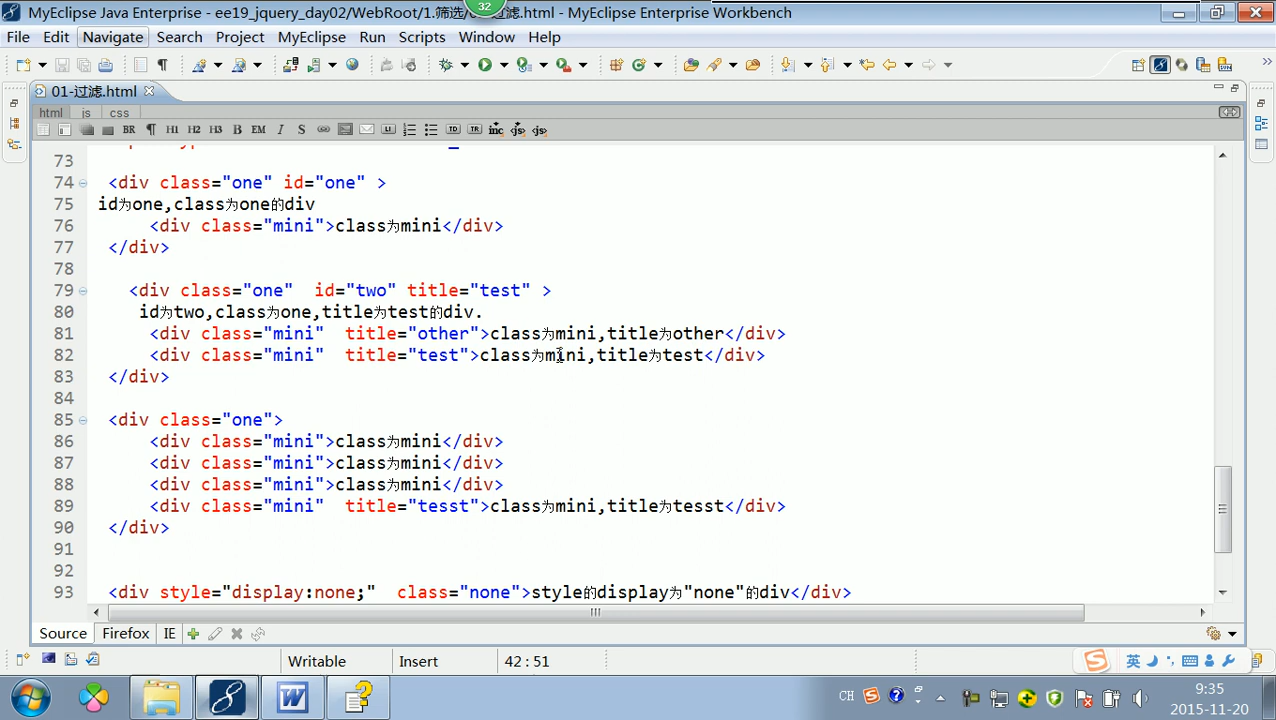 MyEclipse Java Enterprise - ee19_jquery_day02/WebRoot/1.筛选/01-过滤.html - MyEclipse Enterprise Workbench
32
File Edit Navigate Search Project MyEclipse Run Scripts Window Help
01-过滤.html
html js css
BR H1 H2 H3 B EM I S LI TD TR inc js js
73
74 <div class="one" id="one" >
75 id为one,class为one的div
76 <div class="mini">class为mini</div>
77 </div>
78
79 <div class="one"  id="two" title="test" >
80 id为two,class为one,title为test的div.
81 <div class="mini"  title="other">class为mini,title为other</div>
82 <div class="mini"  title="test">class为mini,title为test</div>
83 </div>
84
85 <div class="one">
86 <div class="mini">class为mini</div>
87 <div class="mini">class为mini</div>
88 <div class="mini">class为mini</div>
89 <div class="mini"  title="tesst">class为mini,title为tesst</div>
90 </div>
91
92
93 <div style="display:none;"  class="none">style的display为"none"的div</div>
Source Firefox IE
Writable Insert 42 : 51
英
CH
9:35
2015-11-20